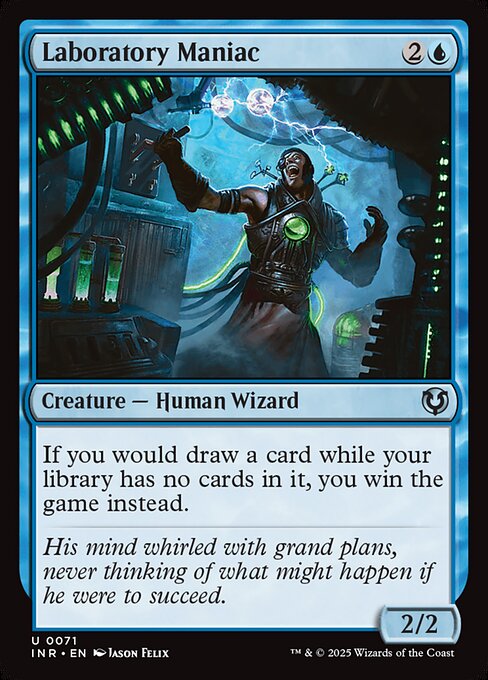 Laboratory Maniac 2
Creature — Human Wizard
If you would draw a card while your
library has no cards in it, you win the
game instead.
His mind whirled with grand plans,
never thinking of what might happen if
he were to succeed.
2/2
U 0071
INR • EN Jason Felix ™ & © 2025 Wizards of the Coast